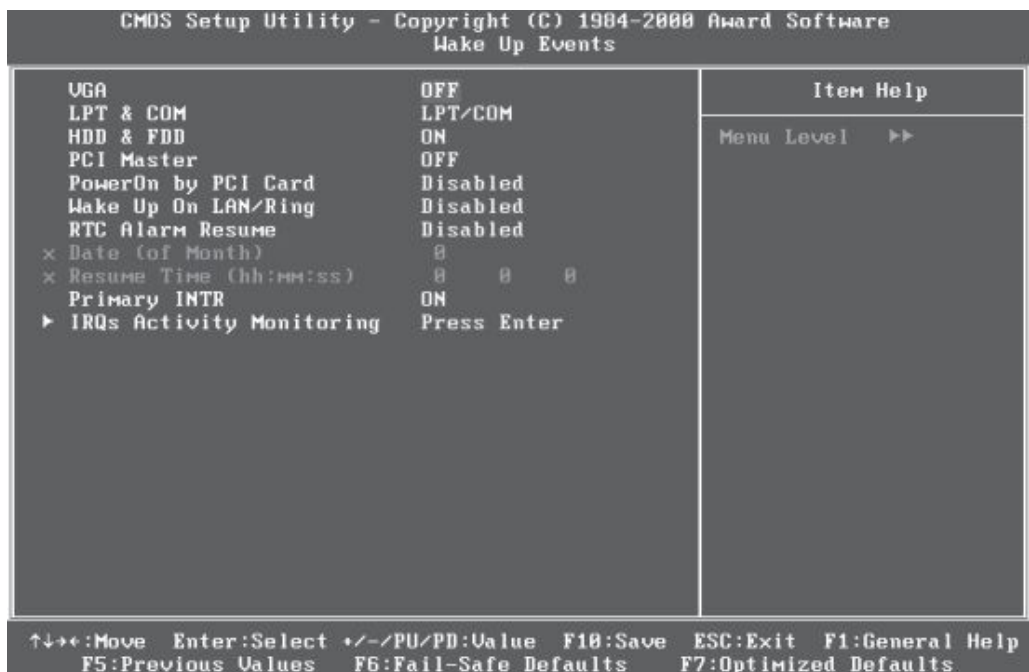 CMOS Setup Utility - Copyright (C) 1984-2000 Award Software
Wake Up Events
VGA OFF
LPT & COM LPT/COM
HDD & FDD ON
PCI Master OFF
PowerOn by PCI Card Disabled
Wake Up On LAN/Ring Disabled
RTC Alarm Resume Disabled
x Date (of Month) 0
x Resume Time (hh:mm:ss) 0 0 0
Primary INTR ON
► IRQs Activity Monitoring Press Enter
Item Help
Menu Level ►►
↑↓→←:Move Enter:Select +/-/PU/PD:Value F10:Save ESC:Exit F1:General Help
F5:Previous Values F6:Fail-Safe Defaults F7:Optimized Defaults